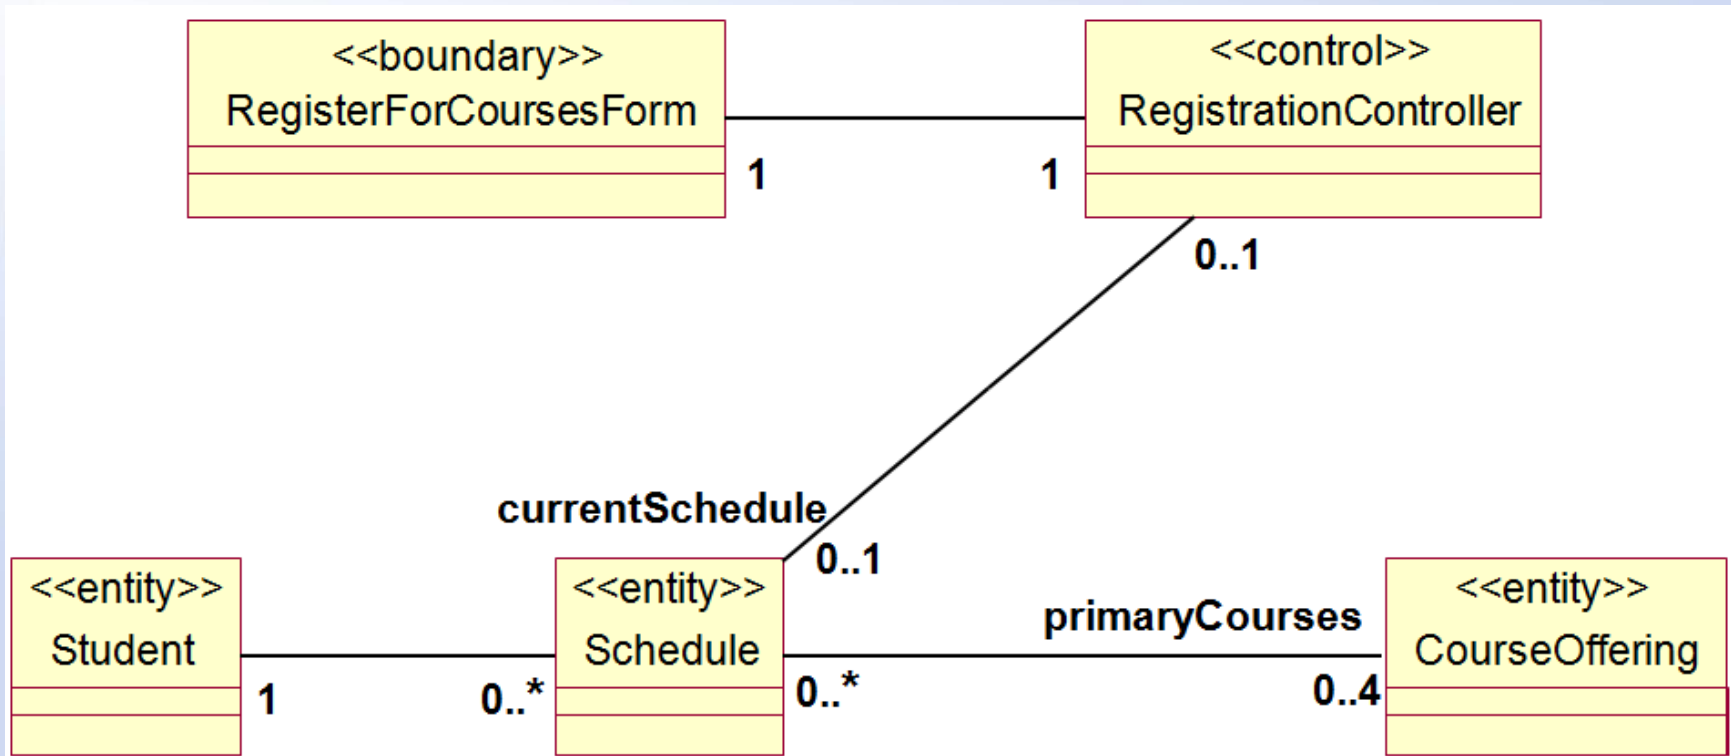 <<boundary>>
RegisterForCoursesForm
<<control>>
RegistrationController
1
1
0..1
currentSchedule
0..1
<<entity>>
Student
<<entity>>
Schedule
primaryCourses
<<entity>>
CourseOffering
1
0..*
0..*
0..4